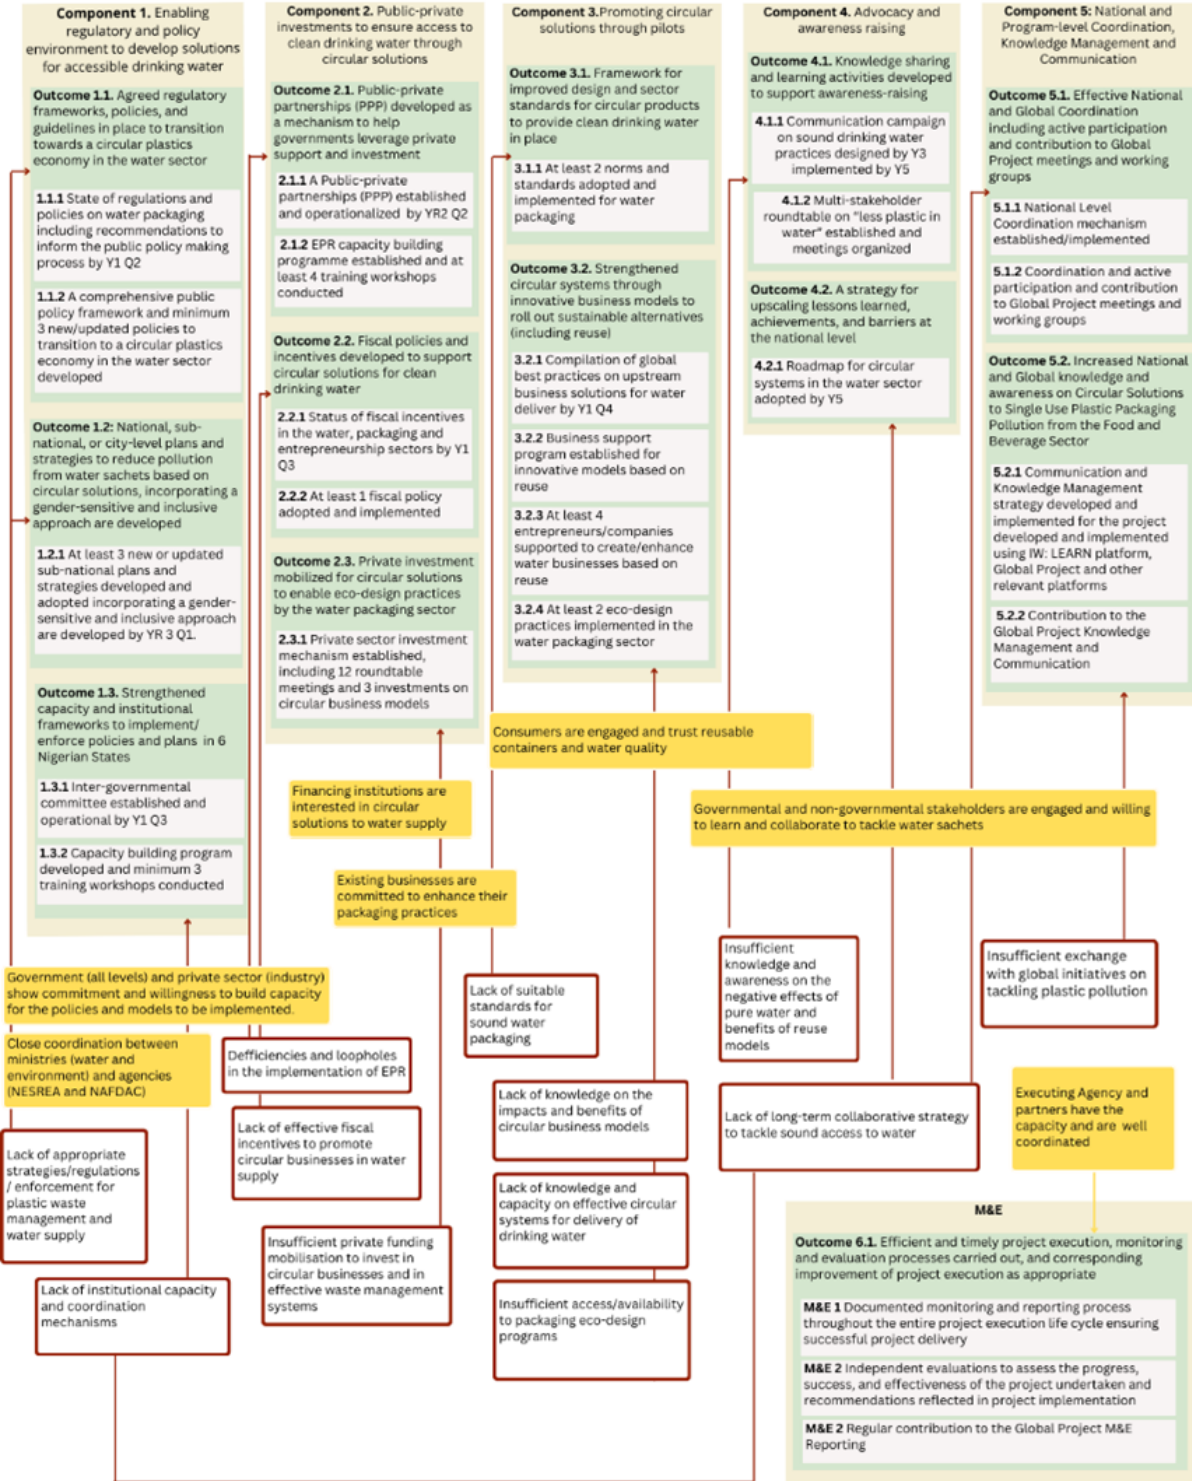 Component 1. Enabling
regulatory and policy
environment to develop solutions
for accessible drinking water
Outcome 1.1. Agreed regulatory
frameworks, policies, and
guidelines in place to transition
towards a circular plastics
economy in the water sector
1.1.1 State of regulations and
policies on water packaging
including recommendations to
inform the public policy making
process by Y1 Q2
1.1.2 A comprehensive public
policy framework and minimum
3 new/updated policies to
transition to a circular plastics
economy in the water sector
developed
Outcome 1.2: National, sub-
national, or city-level plans and
strategies to reduce pollution
from water sachets based on
circular solutions, incorporating a
gender-sensitive and inclusive
approach are developed
1.2.1 At least 3 new or updated
sub-national plans and
strategies developed and
adopted incorporating a gender-
sensitive and inclusive approach
are developed by YR 3 Q1.
Outcome 1.3. Strengthened
capacity and institutional
frameworks to implement/
enforce policies and plans in 6
Nigerian States
1.3.1 Inter-governmental
committee established and
operational by Y1 Q3
1.3.2 Capacity building program
developed and minimum 3
training workshops conducted
Component 2. Public-private
investments to ensure access to
clean drinking water through
circular solutions
Outcome 2.1. Public-private
partnerships (PPP) developed as
a mechanism to help
governments leverage private
support and investment
2.1.1 A Public-private
partnerships (PPP) established
and operationalized by YR2 Q2
2.1.2 EPR capacity building
programme established and at
least 4 training workshops
conducted
Outcome 2.2. Fiscal policies and
incentives developed to support
circular solutions for clean
drinking water
2.2.1 Status of fiscal incentives
in the water, packaging and
entrepreneurship sectors by Y1
Q3
2.2.2 At least 1 fiscal policy
adopted and implemented
Outcome 2.3. Private investment
mobilized for circular solutions
to enable eco-design practices
by the water packaging sector
2.3.1 Private sector investment
mechanism established,
including 12 roundtable
meetings and 3 investments on
circular business models
Component 3.Promoting circular
solutions through pilots
Outcome 3.1. Framework for
improved design and sector
standards for circular products
to provide clean drinking water
in place
3.1.1 At least 2 norms and
standards adopted and
implemented for water
packaging
Outcome 3.2. Strengthened
circular systems through
innovative business models to
roll out sustainable alternatives
(including reuse)
3.2.1 Compilation of global
best practices on upstream
business solutions for water
deliver by Y1 Q4
3.2.2 Business support
program established for
innovative models based on
reuse
3.2.3 At least 4
entrepreneurs/companies
supported to create/enhance
water businesses based on
reuse
3.2.4 At least 2 eco-design
practices implemented in the
water packaging sector
Component 4. Advocacy and
awareness raising
Outcome 4.1. Knowledge sharing
and learning activities developed
to support awareness-raising
4.1.1 Communication campaign
on sound drinking water
practices designed by Y3
implemented by Y5
4.1.2 Multi-stakeholder
roundtable on "less plastic in
water" established and
meetings organized
Outcome 4.2. A strategy for
upscaling lessons learned,
achievements, and barriers at
the national level
4.2.1 Roadmap for circular
systems in the water sector
adopted by Y5
Component 5: National and
Program-level Coordination,
Knowledge Management and
Communication
Outcome 5.1. Effective National
and Global Coordination
including active participation
and contribution to Global
Project meetings and working
groups
5.1.1 National Level
Coordination mechanism
established/implemented
5.1.2 Coordination and active
participation and contribution
to Global Project meetings and
working groups
Outcome 5.2. Increased National
and Global knowledge and
awareness on Circular Solutions
to Single Use Plastic Packaging
Pollution from the Food and
Beverage Sector
5.2.1 Communication and
Knowledge Management
strategy developed and
implemented for the project
developed and implemented
using IW: LEARN platform,
Global Project and other
relevant platforms
5.2.2 Contribution to the
Global Project Knowledge
Management and
Communication
Consumers are engaged and trust reusable
containers and water quality
Financing institutions are
interested in circular
solutions to water supply
Governmental and non-governmental stakeholders are engaged and willing
to learn and collaborate to tackle water sachets
Existing businesses are
committed to enhance their
packaging practices
Government (all levels) and private sector (industry)
show commitment and willingness to build capacity
for the policies and models to be implemented.
Close coordination between
ministries (water and
environment) and agencies
(NESREA and NAFDAC)
Lack of appropriate
strategies/regulations
/ enforcement for
plastic waste
management and
water supply
Lack of institutional capacity
and coordination
mechanisms
Defficiencies and loopholes
in the implementation of EPR
Lack of effective fiscal
incentives to promote
circular businesses in water
supply
Insufficient private funding
mobilisation to invest in
circular businesses and in
effective waste management
systems
Lack of suitable
standards for
sound water
packaging
Lack of knowledge on the
impacts and benefits of
circular business models
Lack of knowledge and
capacity on effective circular
systems for delivery of
drinking water
Insufficient access/availability
to packaging eco-design
programs
Insufficient
knowledge and
awareness on the
negative effects of
pure water and
benefits of reuse
models
Lack of long-term collaborative strategy
to tackle sound access to water
Insufficient exchange
with global initiatives on
tackling plastic pollution
Executing Agency and
partners have the
capacity and are well
coordinated
M&E
Outcome 6.1. Efficient and timely project execution, monitoring
and evaluation processes carried out, and corresponding
improvement of project execution as appropriate
M&E 1 Documented monitoring and reporting process
throughout the entire project execution life cycle ensuring
successful project delivery
M&E 2 Independent evaluations to assess the progress,
success, and effectiveness of the project undertaken and
recommendations reflected in project implementation
M&E 2 Regular contribution to the Global Project M&E
Reporting